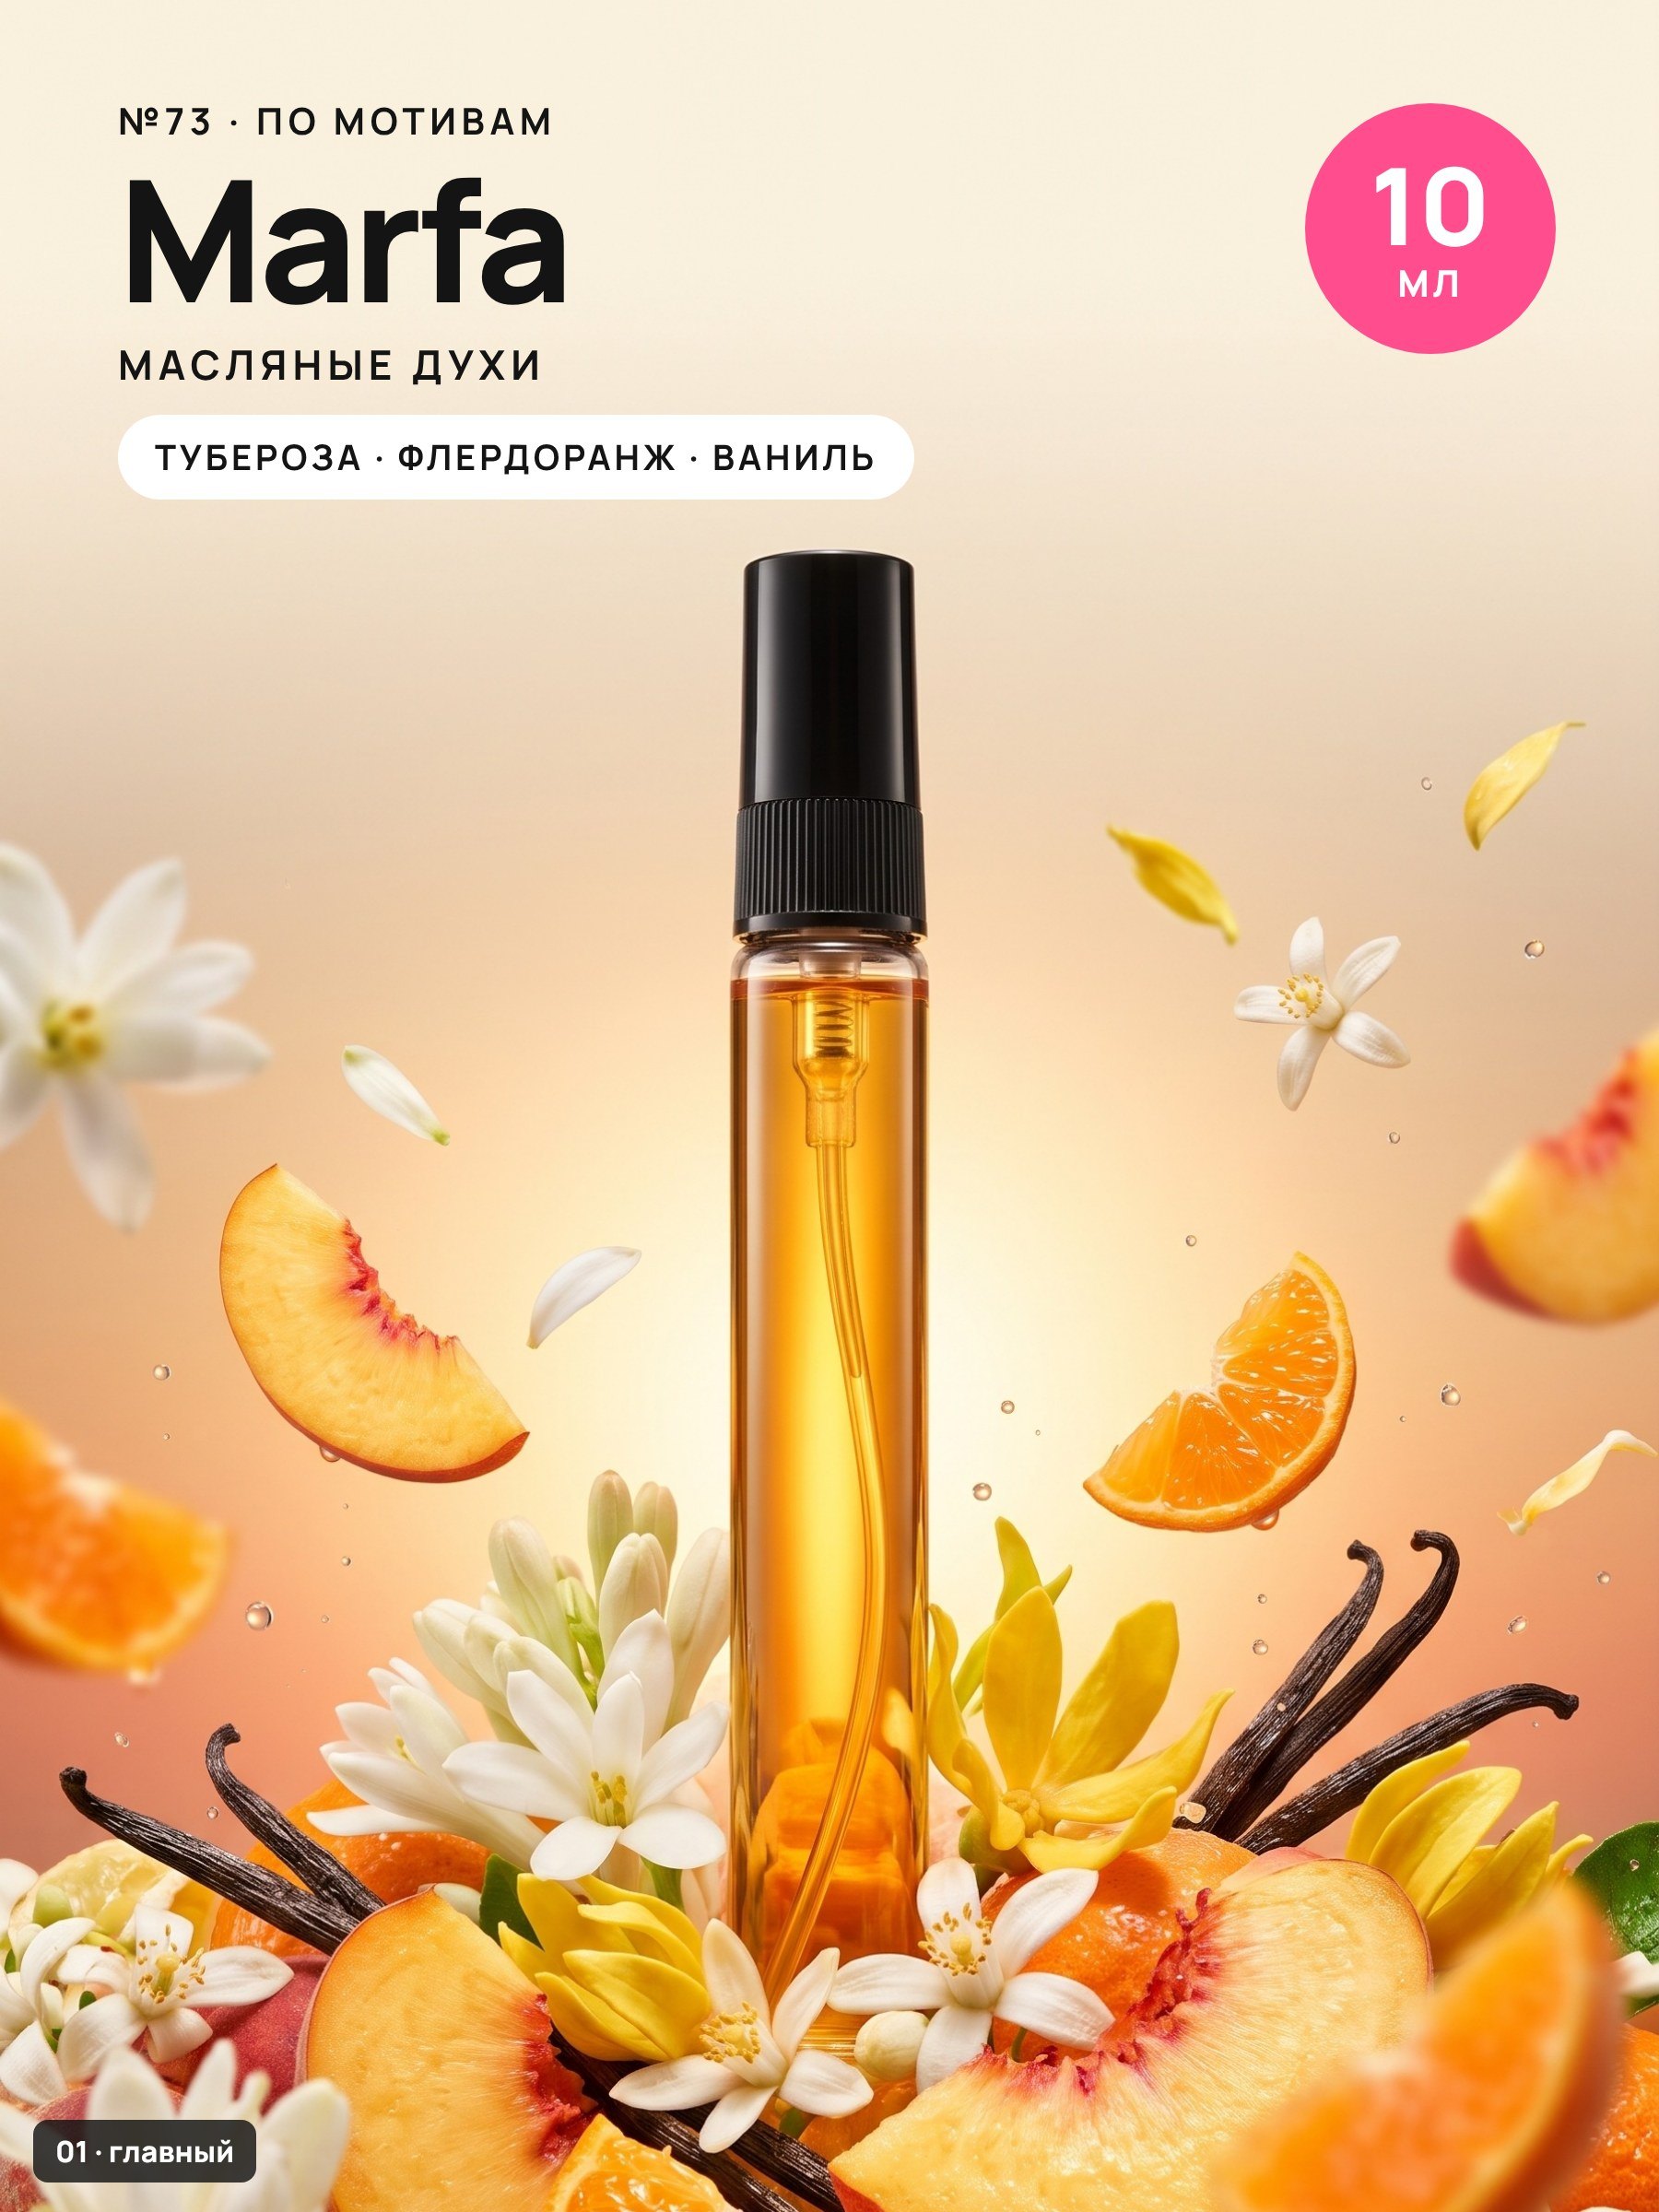 №73 · ПО МОТИВАМ
Marfa
МАСЛЯНЫЕ ДУХИ
ТУБЕРОЗА · ФЛЕРДОРАНЖ · ВАНИЛЬ
10
МЛ
01 · главный